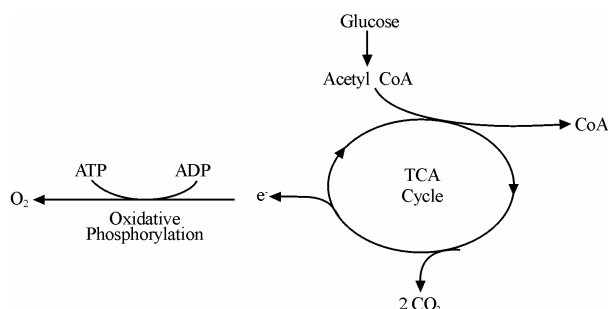 Glucose
Acetyl CoA
CoA
TCA
Cycle
ATP
ADP
O₂
e⁻
Oxidative
Phosphorylation
2 CO₂